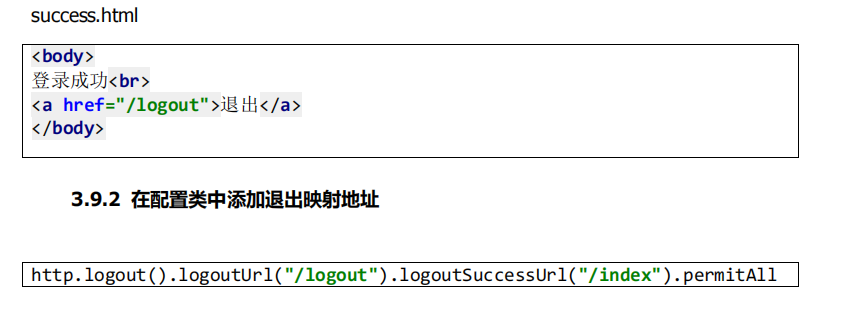 success.html
<body>
登录成功<br>
<a href="/logout">退出</a>
</body>
3.9.2 在配置类中添加退出映射地址
http.logout().logoutUrl("/logout").logoutSuccessUrl("/index").permitAll